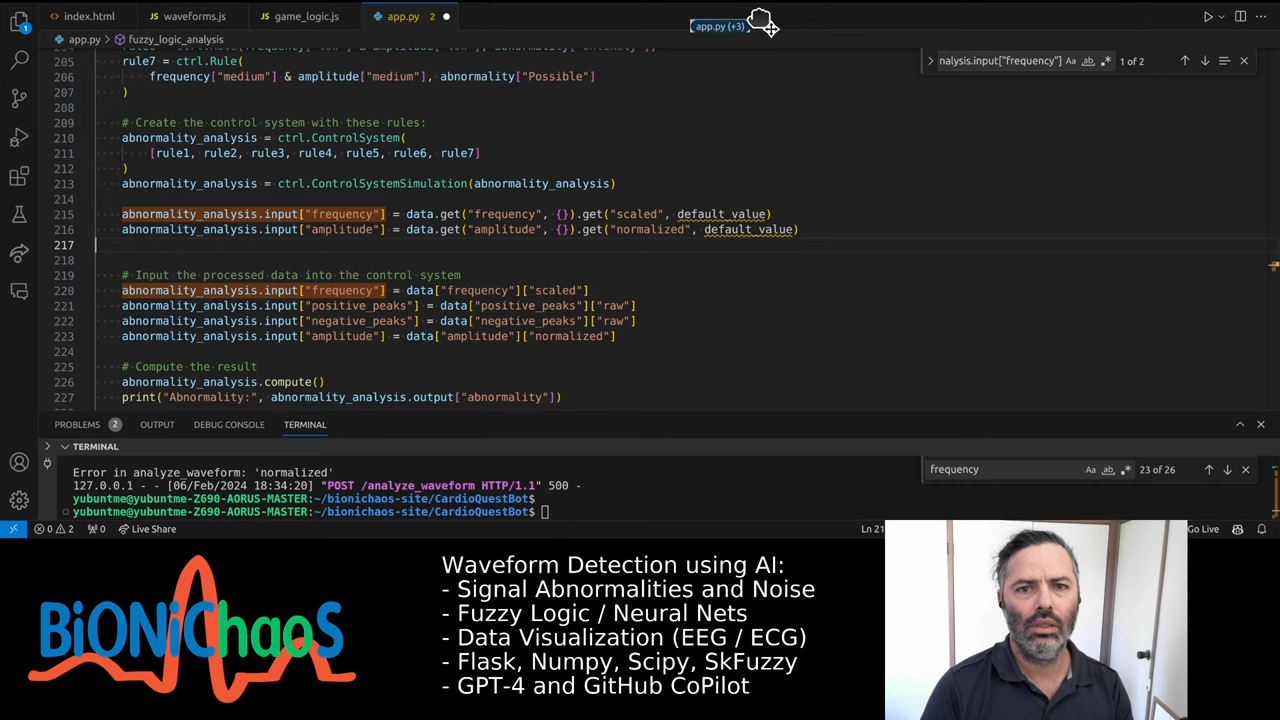 index.html
waveforms.js
game_logic.js
app.py 2
app.py (+3)
app.py > fuzzy_logic_analysis
nalysis.input["frequency"] Aa ab 1 of 2
205 rule7 = ctrl.Rule(
206 frequency["medium"] & amplitude["medium"], abnormality["Possible"]
207 )
208
209 # Create the control system with these rules:
210 abnormality_analysis = ctrl.ControlSystem(
211 [rule1, rule2, rule3, rule4, rule5, rule6, rule7]
212 )
213 abnormality_analysis = ctrl.ControlSystemSimulation(abnormality_analysis)
214
215 abnormality_analysis.input["frequency"] = data.get("frequency", {}).get("scaled", default_value)
216 abnormality_analysis.input["amplitude"] = data.get("amplitude", {}).get("normalized", default_value)
217
218
219 # Input the processed data into the control system
220 abnormality_analysis.input["frequency"] = data["frequency"]["scaled"]
221 abnormality_analysis.input["positive_peaks"] = data["positive_peaks"]["raw"]
222 abnormality_analysis.input["negative_peaks"] = data["negative_peaks"]["raw"]
223 abnormality_analysis.input["amplitude"] = data["amplitude"]["normalized"]
224
225 # Compute the result
226 abnormality_analysis.compute()
227 print("Abnormality:", abnormality_analysis.output["abnormality"])
PROBLEMS 2 OUTPUT DEBUG CONSOLE TERMINAL
TERMINAL
frequency Aa ab 23 of 26
Error in analyze_waveform: 'normalized'
127.0.0.1 - - [06/Feb/2024 18:34:20] "POST /analyze_waveform HTTP/1.1" 500 -
yubuntme@yubuntme-Z690-AORUS-MASTER:~/bionichaos-site/CardioQuestBot$
yubuntme@yubuntme-Z690-AORUS-MASTER:~/bionichaos-site/CardioQuestBot$
0 2 0 Live Share Ln 21 Go Live
BiONiChaoS
Waveform Detection using AI:
- Signal Abnormalities and Noise
- Fuzzy Logic / Neural Nets
- Data Visualization (EEG / ECG)
- Flask, Numpy, Scipy, SkFuzzy
- GPT-4 and GitHub CoPilot